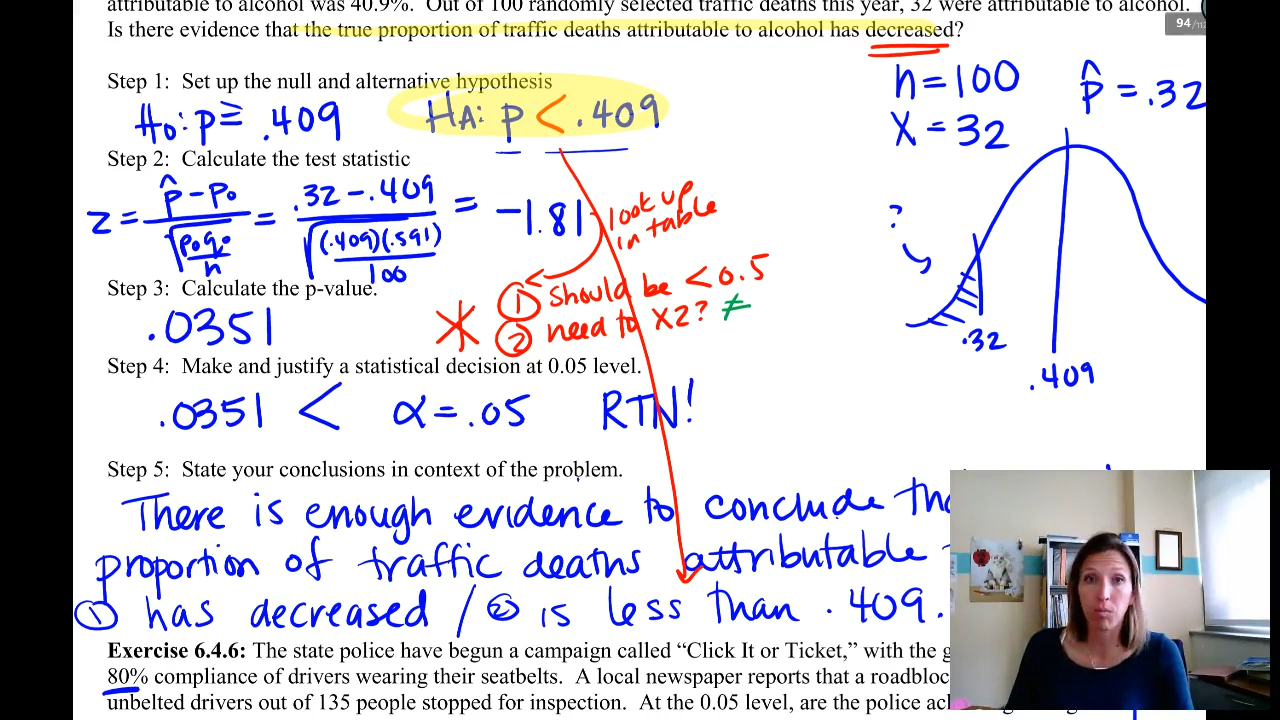 attributable to alcohol was 40.9%. Out of 100 randomly selected traffic deaths this year, 32 were attributable to alcohol.
94
Is there evidence that the true proportion of traffic deaths attributable to alcohol has decreased?
n = 100 p̂ = .32
Step 1: Set up the null and alternative hypothesis
H0: p ≥ .409 HA: p < .409
X = 32
Step 2: Calculate the test statistic
z = p̂ - p0 / √(p0 q0 / n) = .32 - .409 / √((.409)(.591) / 100) = -1.81
look up in table
?
Step 3: Calculate the p-value.
① should be < 0.5
.0351
② need to X2? ≠
.32
Step 4: Make and justify a statistical decision at 0.05 level.
.409
.0351 < α = .05 RTN!
Step 5: State your conclusions in context of the problem.
There is enough evidence to conclude
proportion of traffic deaths attributable
① has decreased / ② is less than .409.
Exercise 6.4.6: The state police have begun a campaign called “Click It or Ticket,” with the
80% compliance of drivers wearing their seatbelts. A local newspaper reports that a
unbelted drivers out of 135 people stopped for inspection. At the 0.05 level, are the police